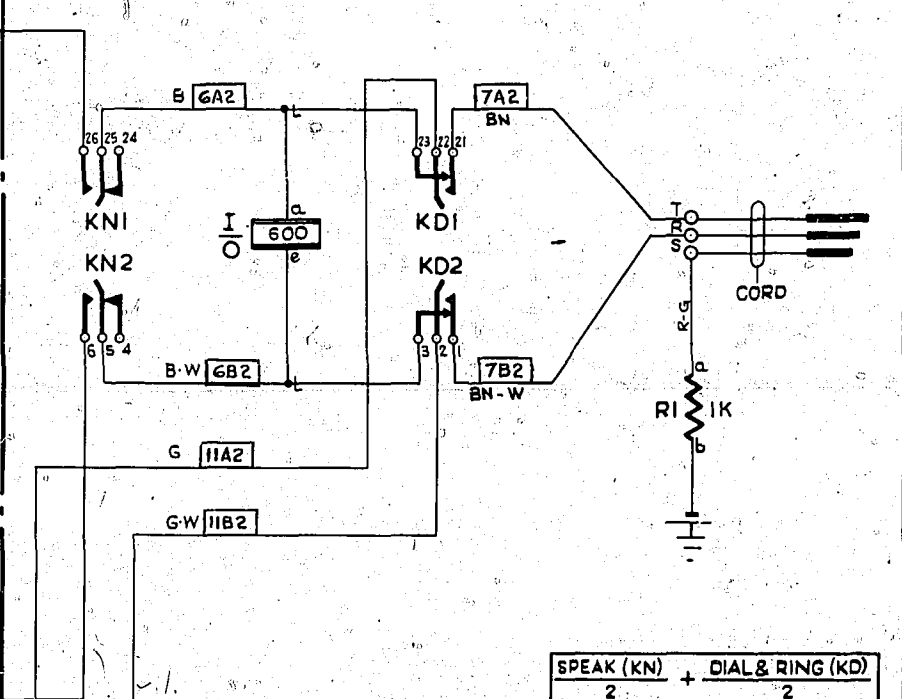 B 6A2
7A2
BN
L
26 25 24
23 22 21
KN1
a
I
O
600
e
KD1
T
R
S
CORD
KN2
KD2
6 5 4
3 2 1
B·W 6B2
L
7B2
BN-W
R-G
a
R1 1K
b
G 11A2
G·W 11B2
SPEAK (KN) + DIAL & RING (KD)
2 2